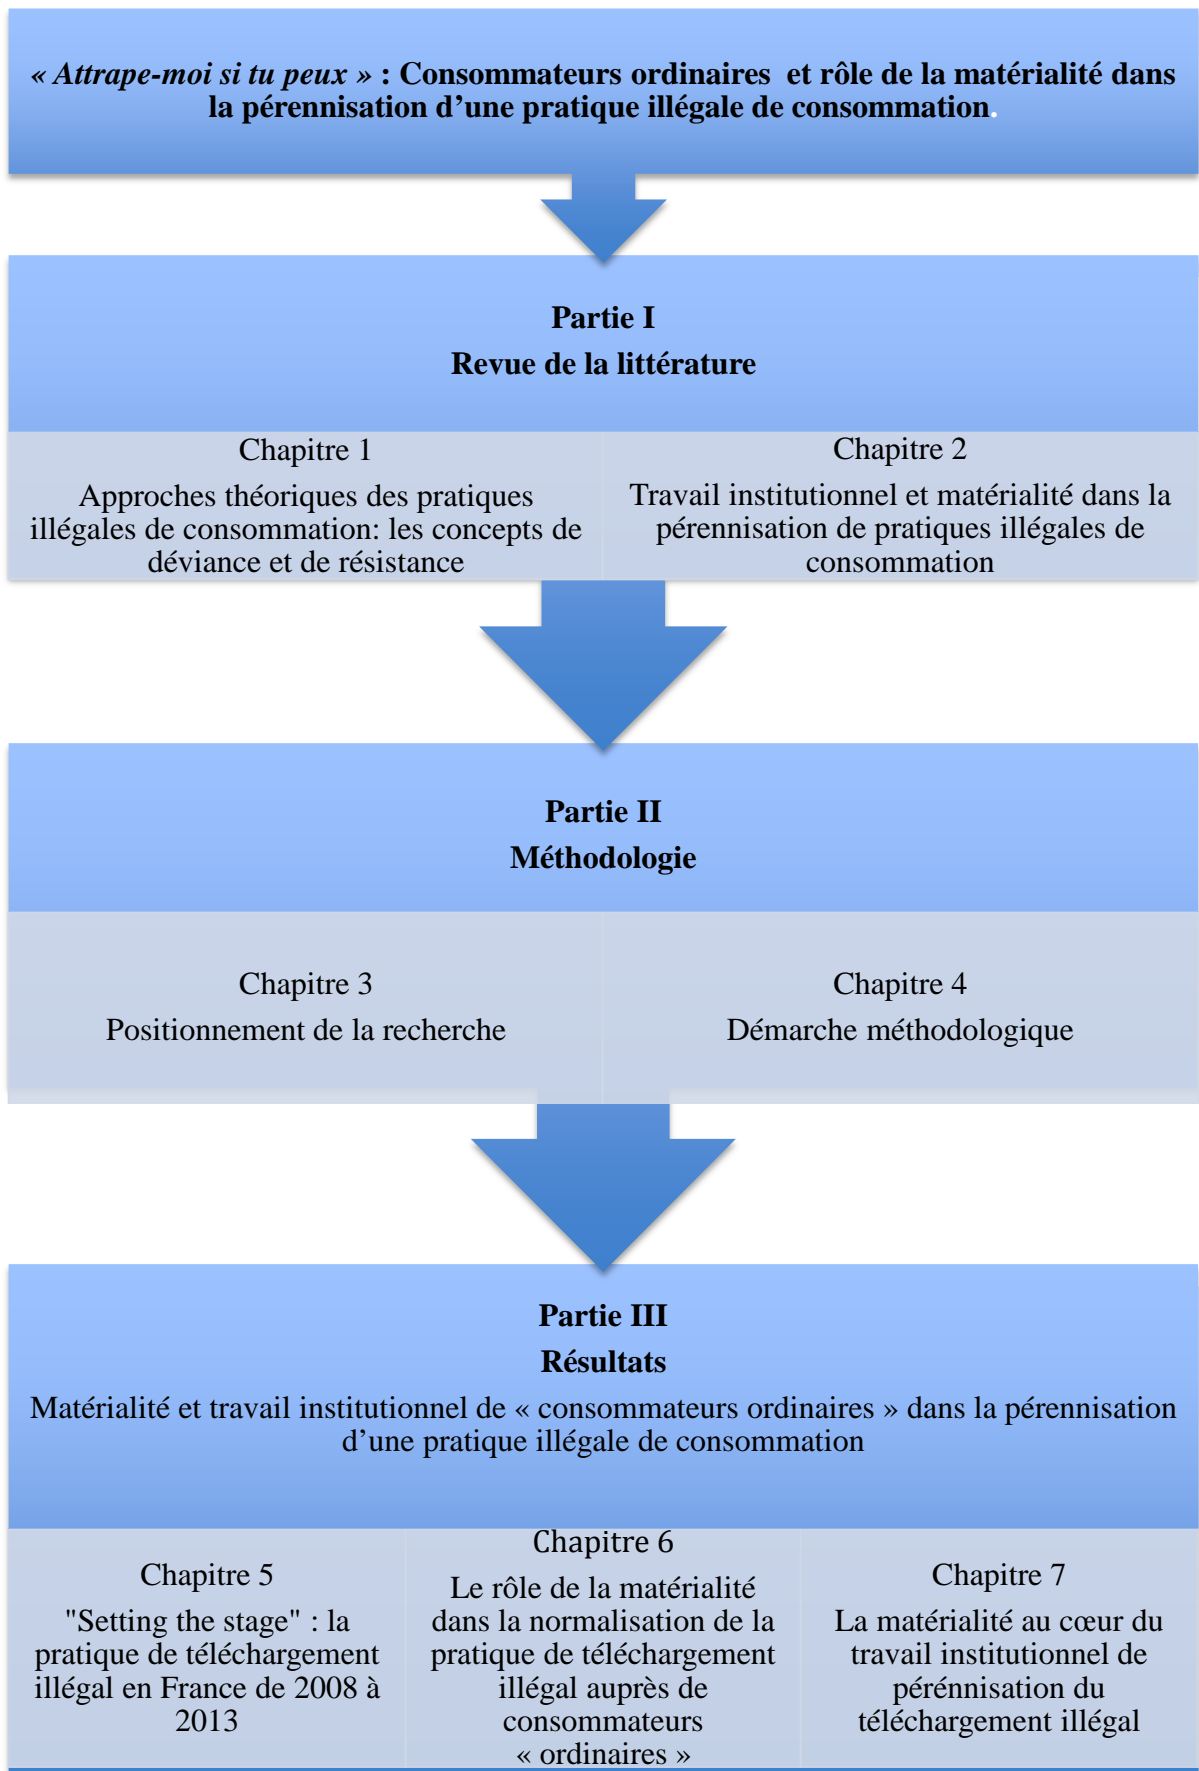 « Attrape-moi si tu peux » : Consommateurs ordinaires et rôle de la matérialité dans
la pérennisation d’une pratique illégale de consommation.
Partie I
Revue de la littérature
Chapitre 1
Approches théoriques des pratiques
illégales de consommation: les concepts de
déviance et de résistance
Chapitre 2
Travail institutionnel et matérialité dans la
pérennisation de pratiques illégales de
consommation
Partie II
Méthodologie
Chapitre 3
Positionnement de la recherche
Chapitre 4
Démarche méthodologique
Partie III
Résultats
Matérialité et travail institutionnel de « consommateurs ordinaires » dans la pérennisation
d’une pratique illégale de consommation
Chapitre 5
"Setting the stage" : la
pratique de téléchargement
illégal en France de 2008 à
2013
Chapitre 6
Le rôle de la matérialité
dans la normalisation de la
pratique de téléchargement
illégal auprès de
consommateurs
« ordinaires »
Chapitre 7
La matérialité au cœur du
travail institutionnel de
pérénnisation du
téléchargement illégal